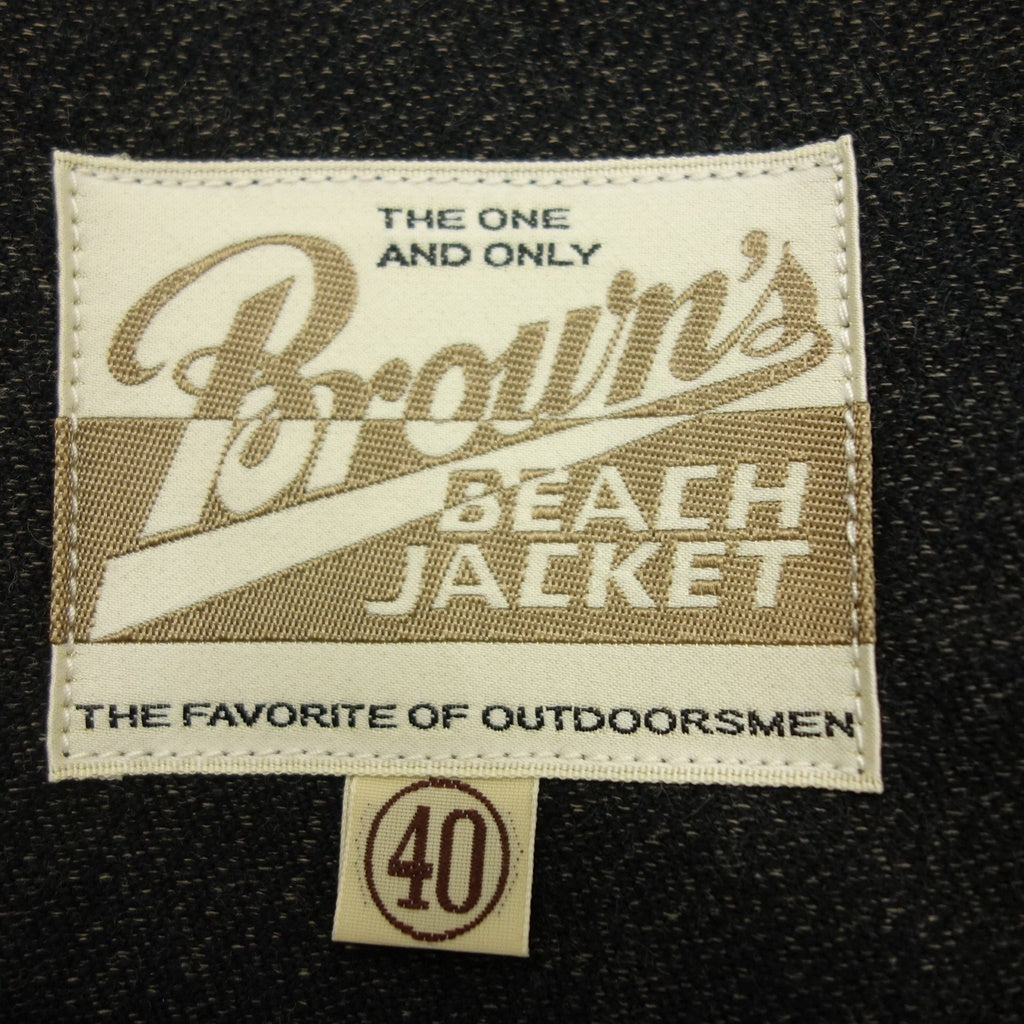 THE ONE
AND ONLY
Brown's
BEACH
JACKET
THE FAVORITE OF OUTDOORSMEN
40